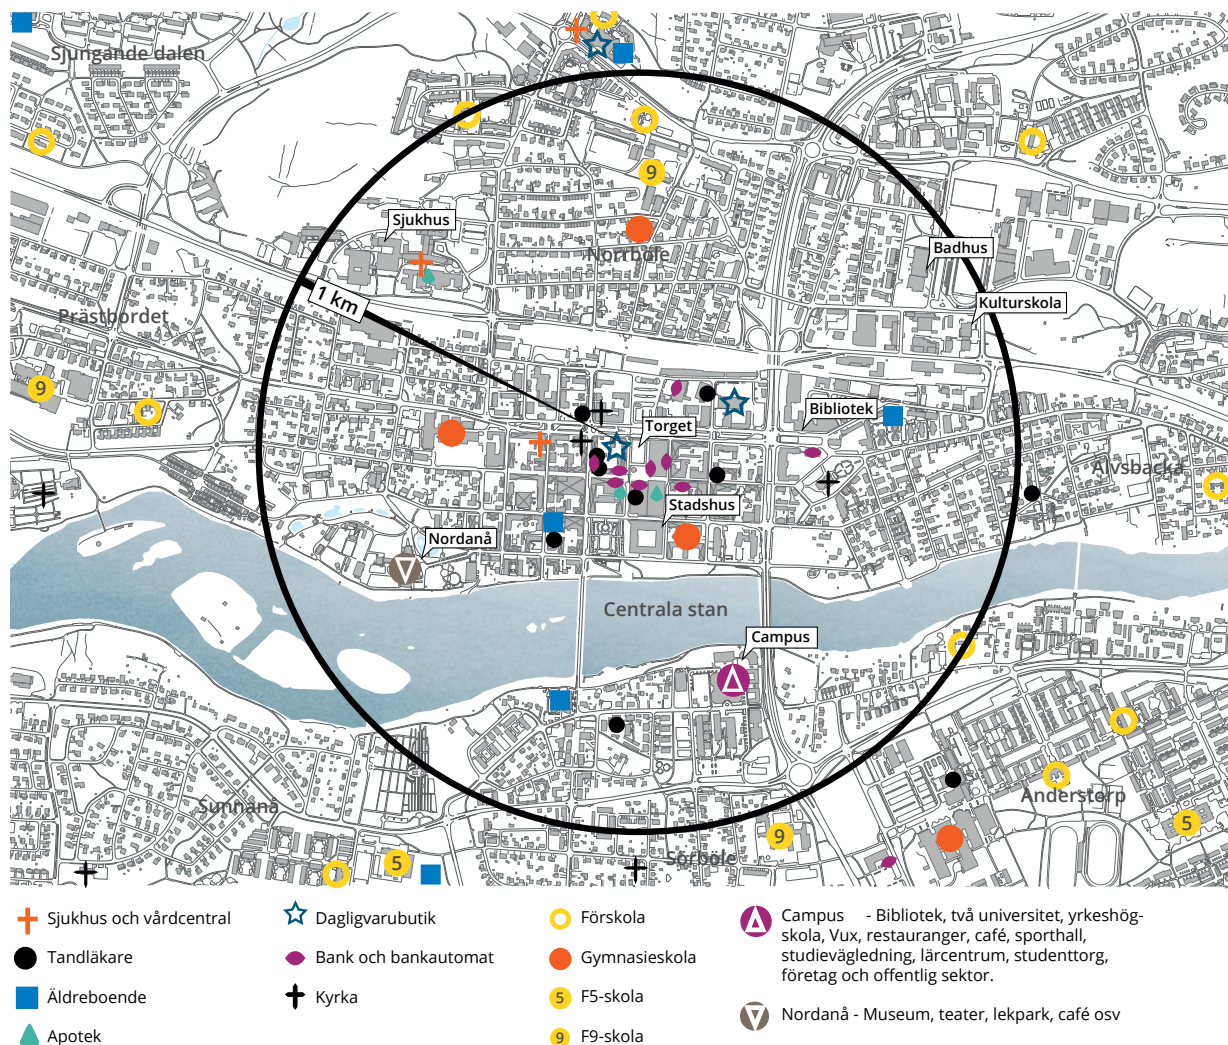 Sjungande dalen
9
Sjukhus
Norrböle
Badhus
1 km
Kulturskola
Prästbordet
9
Bibliotek
Torget
Älvsbacka
Stadshus
Nordanå
Centrala stan
Campus
Sunnanå
Anderstorp
5
9
Sörböle
5
Sjukhus och vårdcentral
Tandläkare
Äldreboende
Apotek
Dagligvarubutik
Bank och bankautomat
Kyrka
Förskola
Gymnasieskola
5 F5-skola
9 F9-skola
Campus - Bibliotek, två universitet, yrkeshög-
skola, Vux, restauranger, café, sporthall,
studievägledning, lärcentrum, studenttorg,
företag och offentlig sektor.
Nordanå - Museum, teater, lekpark, café osv